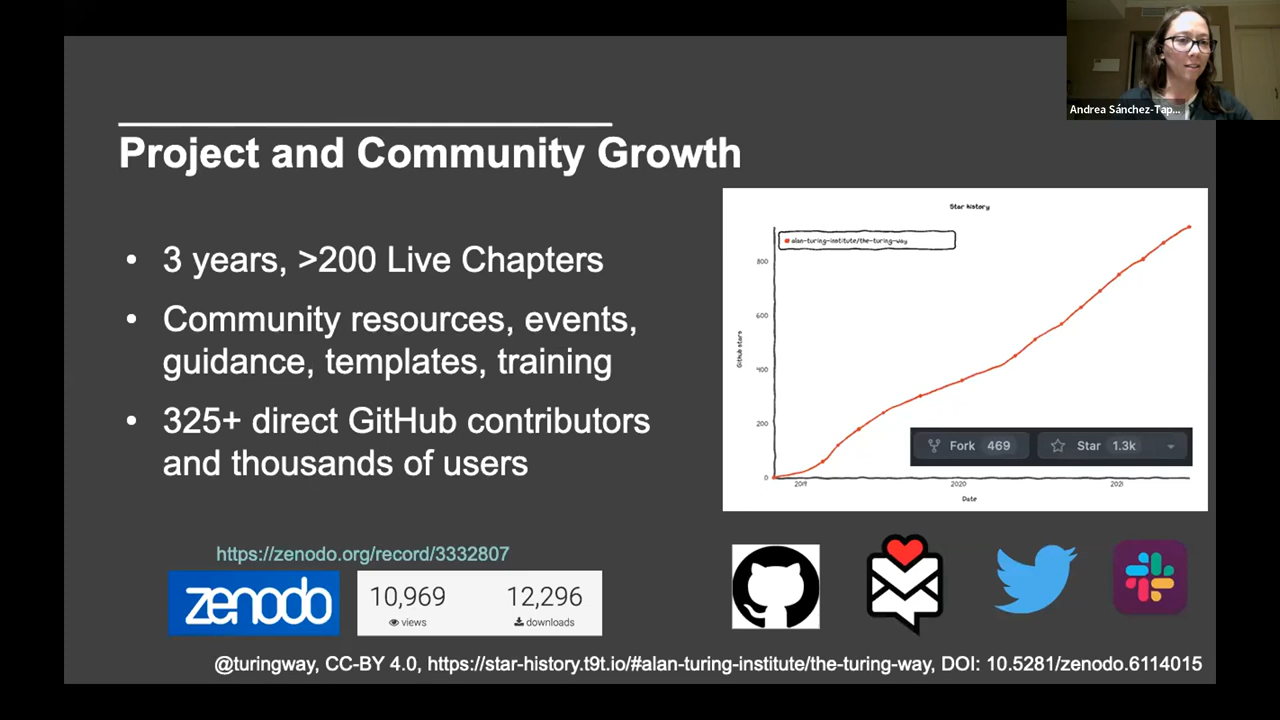 Andrea Sánchez-Tap...
Project and Community Growth
• 3 years, >200 Live Chapters
• Community resources, events,
guidance, templates, training
• 325+ direct GitHub contributors
and thousands of users
Star history
alan-turing-institute/the-turing-way
800
600
400
200
0
Github stars
2019
2020
2021
Date
Fork 469
Star 1.3k
https://zenodo.org/record/3332807
zenodo
10,969
views
12,296
downloads
@turingway, CC-BY 4.0, https://star-history.t9t.io/#alan-turing-institute/the-turing-way, DOI: 10.5281/zenodo.6114015